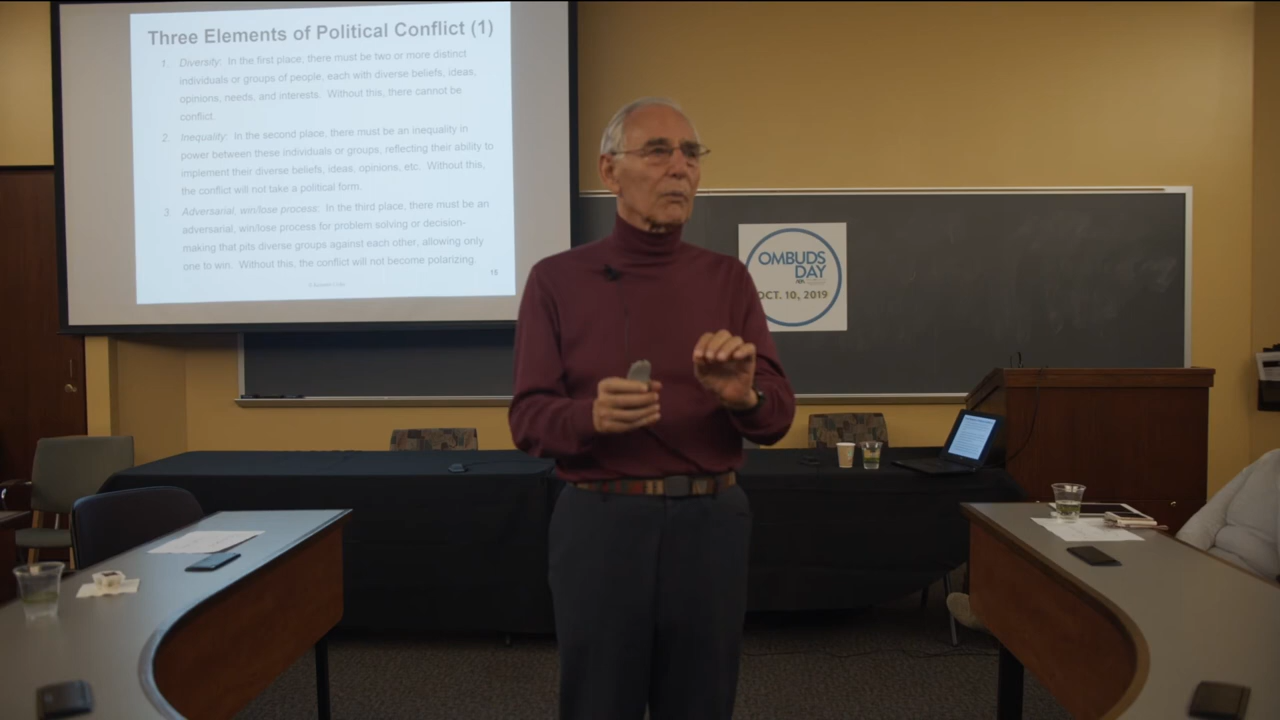 Three Elements of Political Conflict (1)
1. Diversity: In the first place, there must be two or more distinct
individuals or groups of people, each with diverse beliefs, ideas,
opinions, needs, and interests. Without this, there cannot be
conflict.
2. Inequality: In the second place, there must be an inequality in
power between these individuals or groups, reflecting their ability to
implement their diverse beliefs, ideas, opinions, etc. Without this,
the conflict will not take a political form.
3 Adversarial, win/lose process: In the third place, there must be an
adversarial, win/lose process for problem solving or decision-
making that pits diverse groups against each other, allowing only
one to win. Without this, the conflict will not become polarizing.
15
OMBUDS
DAY
OCT. 10, 2019